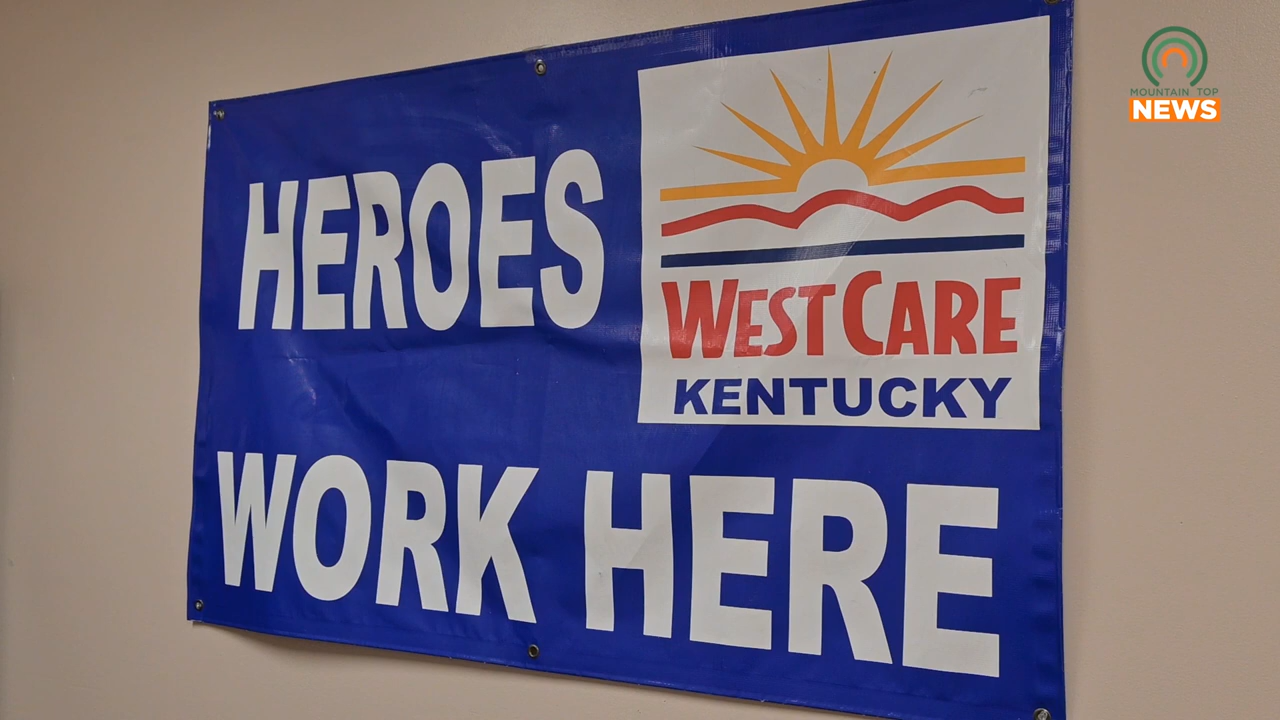 HEROES
WORK HERE
WESTCARE
KENTUCKY
MOUNTAIN TOP
NEWS